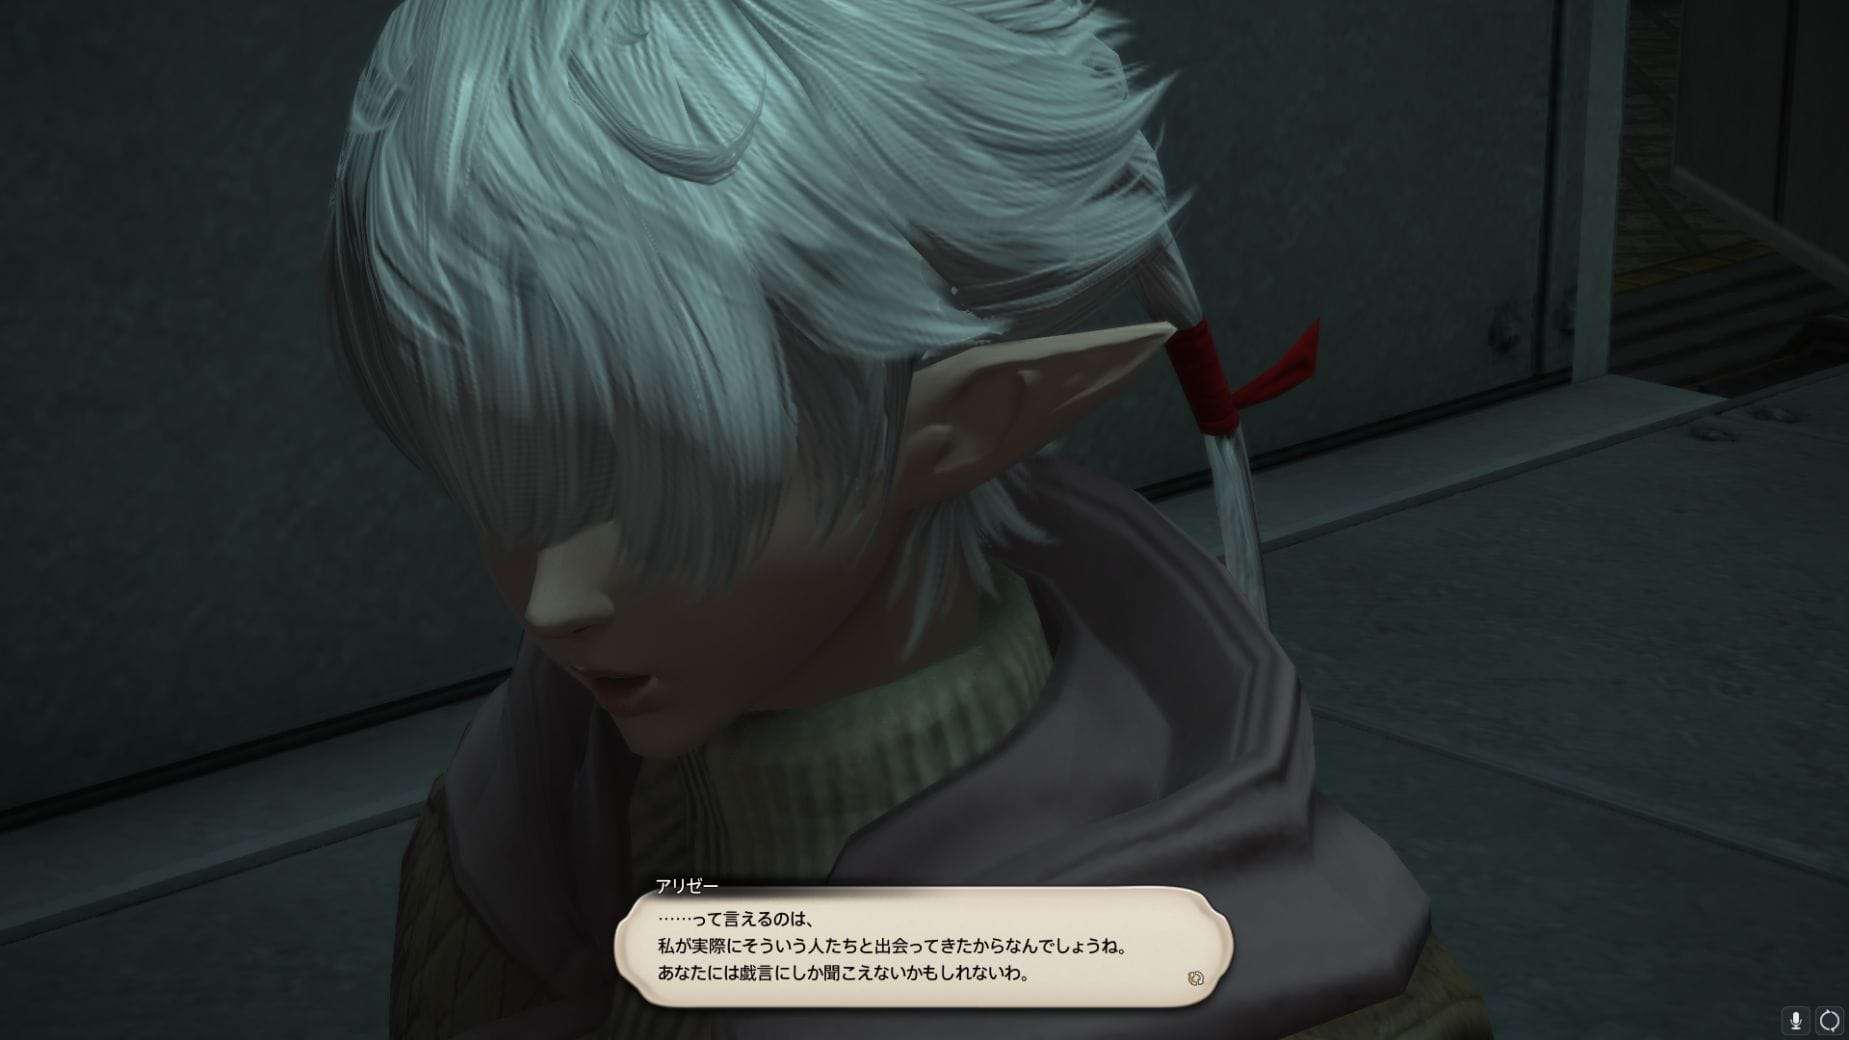 アリゼー
……って言えるのは、
私が実際にそういう人たちと出会ってきたからなんでしょうね。
あなたには戯言にしか聞こえないかもしれないわ。